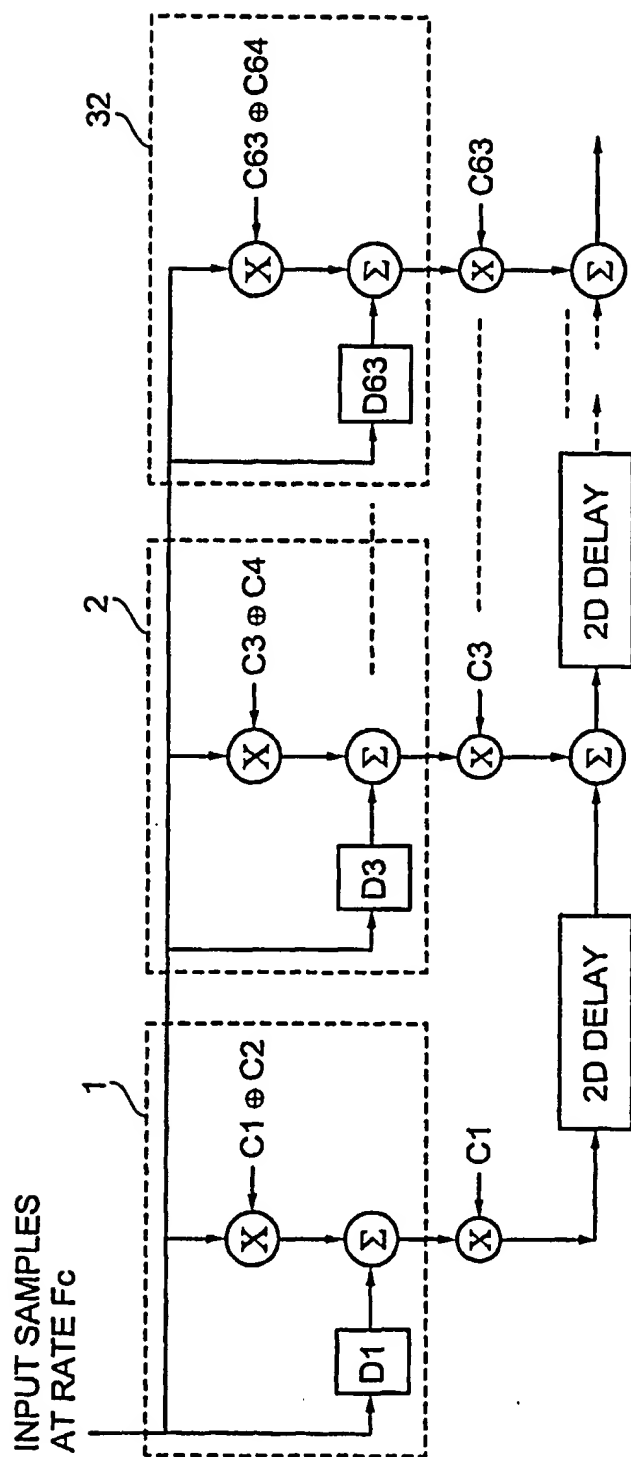 INPUT SAMPLES
AT RATE Fc
1
2
32
X
C1 ⊕ C2
X
C3 ⊕ C4
X
C63 ⊕ C64
D1
Σ
D3
Σ
D63
Σ
X
C1
X
C3
X
C63
2D DELAY
Σ
2D DELAY
Σ